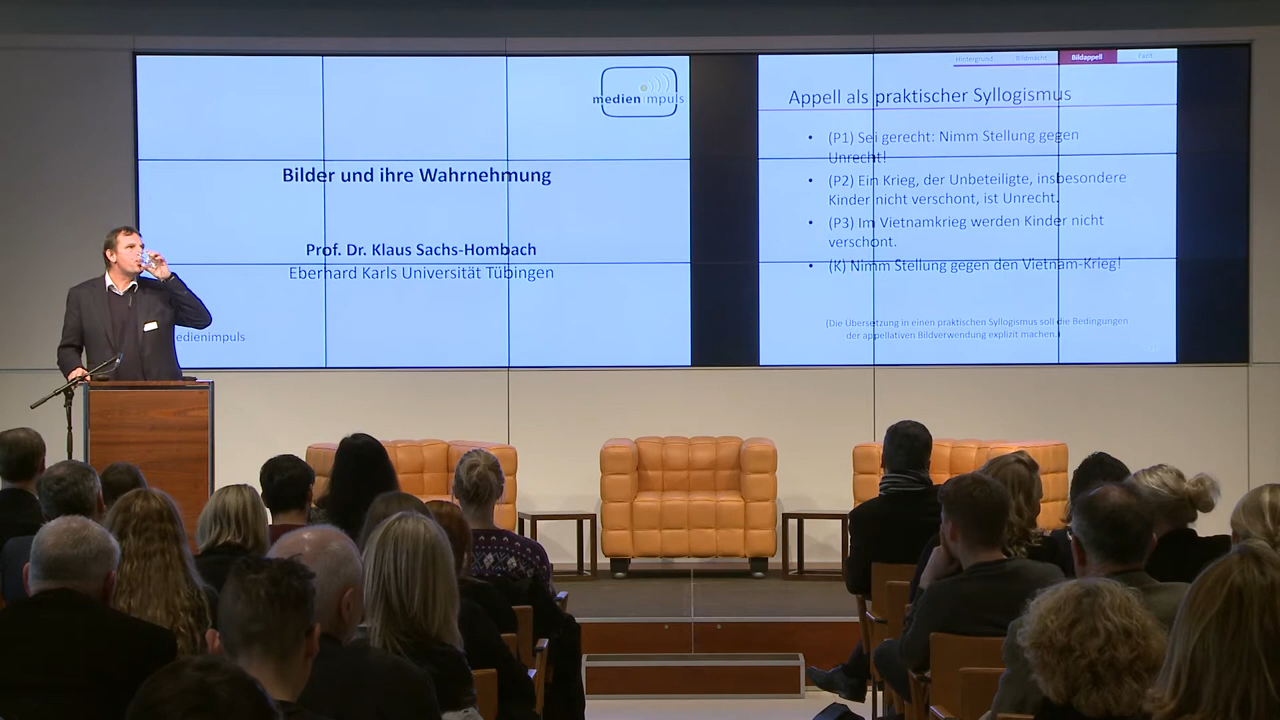 medienimpuls
Bilder und ihre Wahrnehmung
Prof. Dr. Klaus Sachs-Hombach
Eberhard Karls Universität Tübingen
edienimpuls
Hintergrund Bildmacht Bildappell Fazit
Appell als praktischer Syllogismus
• (P1) Sei gerecht: Nimm Stellung gegen
Unrecht!
• (P2) Ein Krieg, der Unbeteiligte, insbesondere
Kinder nicht verschont, ist Unrecht.
• (P3) Im Vietnamkrieg werden Kinder nicht
verschont.
• (K) Nimm Stellung gegen den Vietnam-Krieg!
(Die Übersetzung in einen praktischen Syllogismus soll die Bedingungen
der appellativen Bildverwendung explizit machen.)